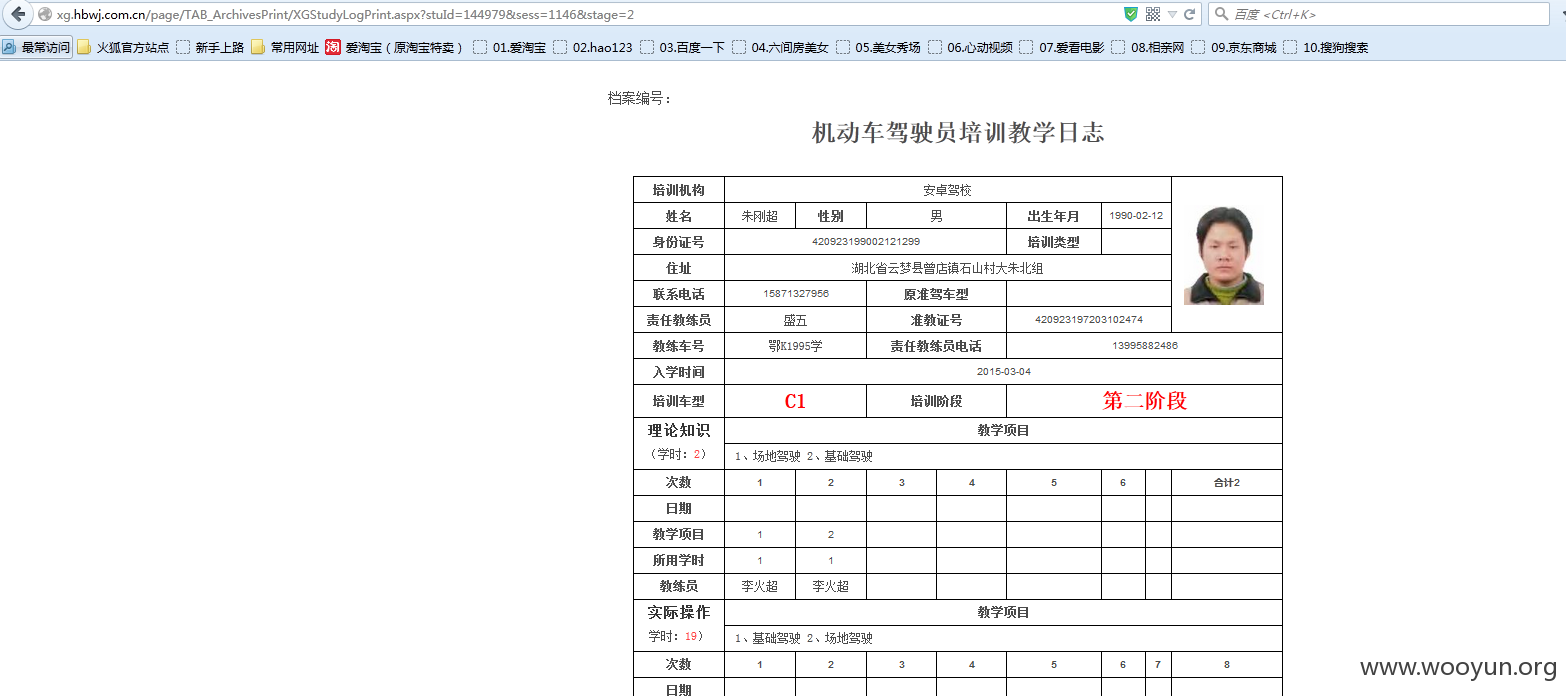 xg.hbwj.com.cn/page/TAB_ArchivesPrint/XGStudyLogPrint.aspx?stuId=144979&sess=1146&stage=2 百度 <Ctrl+K>
最常访问 火狐官方站点 新手上路 常用网址 淘 爱淘宝（原淘宝特卖） 01.爱淘宝 02.hao123 03.百度一下 04.六间房美女 05.美女秀场 06.心动视频 07.爱看电影 08.相亲网 09.京东商城 10.搜狗搜索
档案编号：
机动车驾驶员培训教学日志
培训机构 安卓驾校
姓名 朱刚超 性别 男 出生年月 1990-02-12
身份证号 420923199002121299 培训类型
住址 湖北省云梦县曾店镇石山村大朱北组
联系电话 15871327956 原准驾车型
责任教练员 盛五 准教证号 420923197203102474
教练车号 鄂K1995学 责任教练员电话 13995882486
入学时间 2015-03-04
培训车型 C1 培训阶段 第二阶段
理论知识 教学项目
（学时：2） 1、场地驾驶 2、基础驾驶
次数 1 2 3 4 5 6 合计2
日期
教学项目 1 2
所用学时 1 1
教练员 李火超 李火超
实际操作 教学项目
学时：19） 1、基础驾驶 2、场地驾驶
次数 1 2 3 4 5 6 7 8
日期
www.wooyun.org